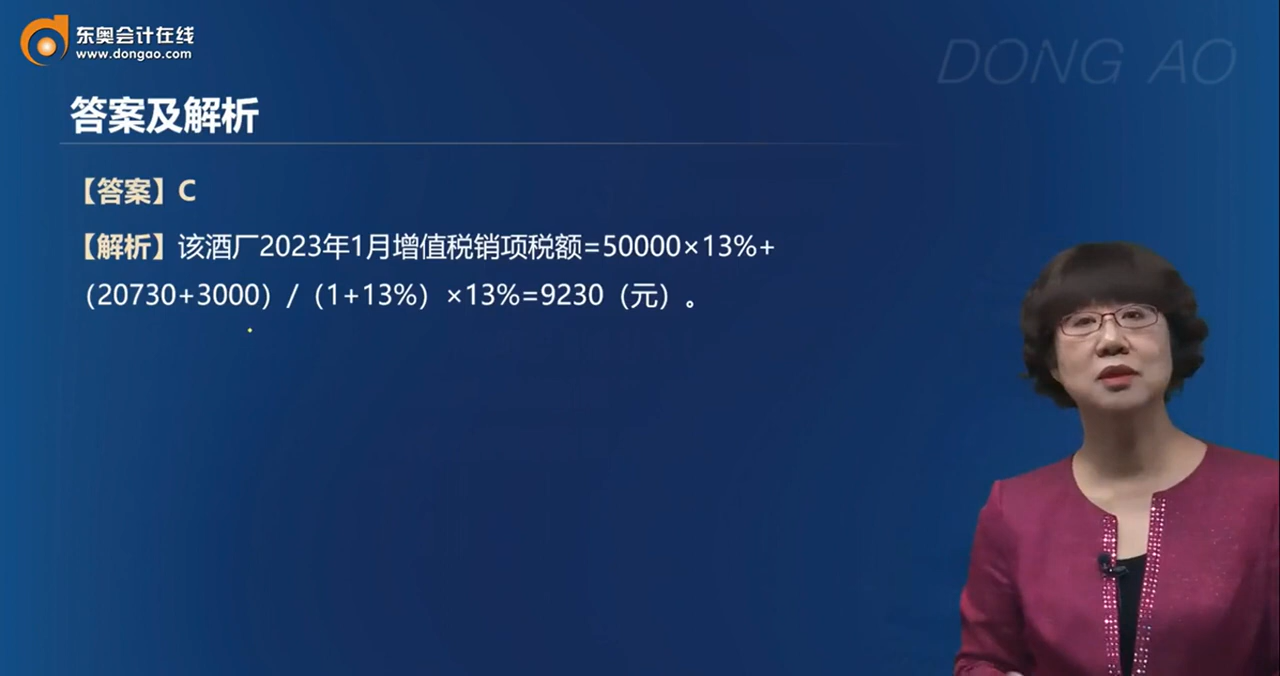 东奥会计在线
www.dongao.com
DONG AO
答案及解析
【答案】C
【解析】该酒厂2023年1月增值税销项税额=50000×13%+
（20730+3000）/（1+13%）×13%=9230（元）。